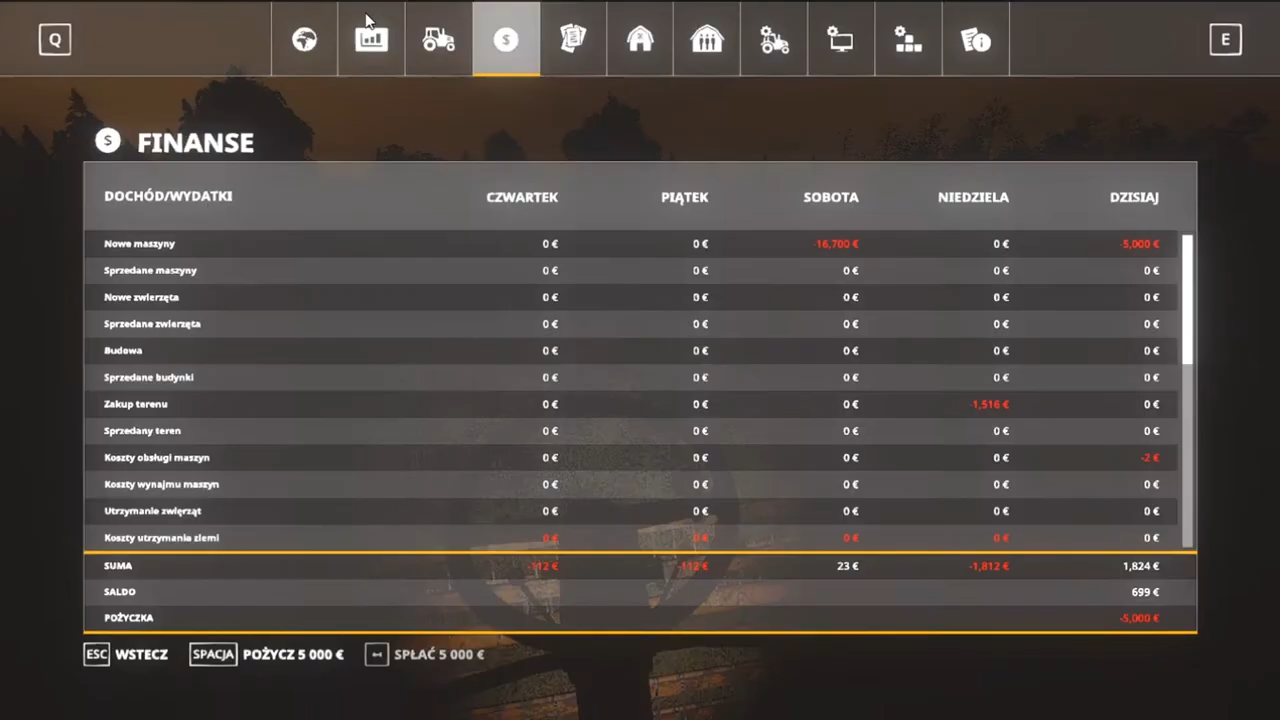 Q
E
FINANSE
DOCHÓD/WYDATKI CZWARTEK PIĄTEK SOBOTA NIEDZIELA DZISIAJ
Nowe maszyny 0 € 0 € -16,700 € 0 € -5,000 €
Sprzedane maszyny 0 € 0 € 0 € 0 € 0 €
Nowe zwierzęta 0 € 0 € 0 € 0 € 0 €
Sprzedane zwierzęta 0 € 0 € 0 € 0 € 0 €
Budowa 0 € 0 € 0 € 0 € 0 €
Sprzedane budynki 0 € 0 € 0 € 0 € 0 €
Zakup terenu 0 € 0 € 0 € -1,516 € 0 €
Sprzedany teren 0 € 0 € 0 € 0 € 0 €
Koszty obsługi maszyn 0 € 0 € 0 € 0 € -2 €
Koszty wynajmu maszyn 0 € 0 € 0 € 0 € 0 €
Utrzymanie zwierząt 0 € 0 € 0 € 0 € 0 €
Koszty utrzymania ziemi 0 € 0 € 0 € 0 € 0 €
SUMA -112 € -112 € 23 € -1,812 € 1,824 €
SALDO 699 €
POŻYCZKA -5,000 €
ESC WSTECZ SPACJA POŻYCZ 5 000 € SPŁAĆ 5 000 €